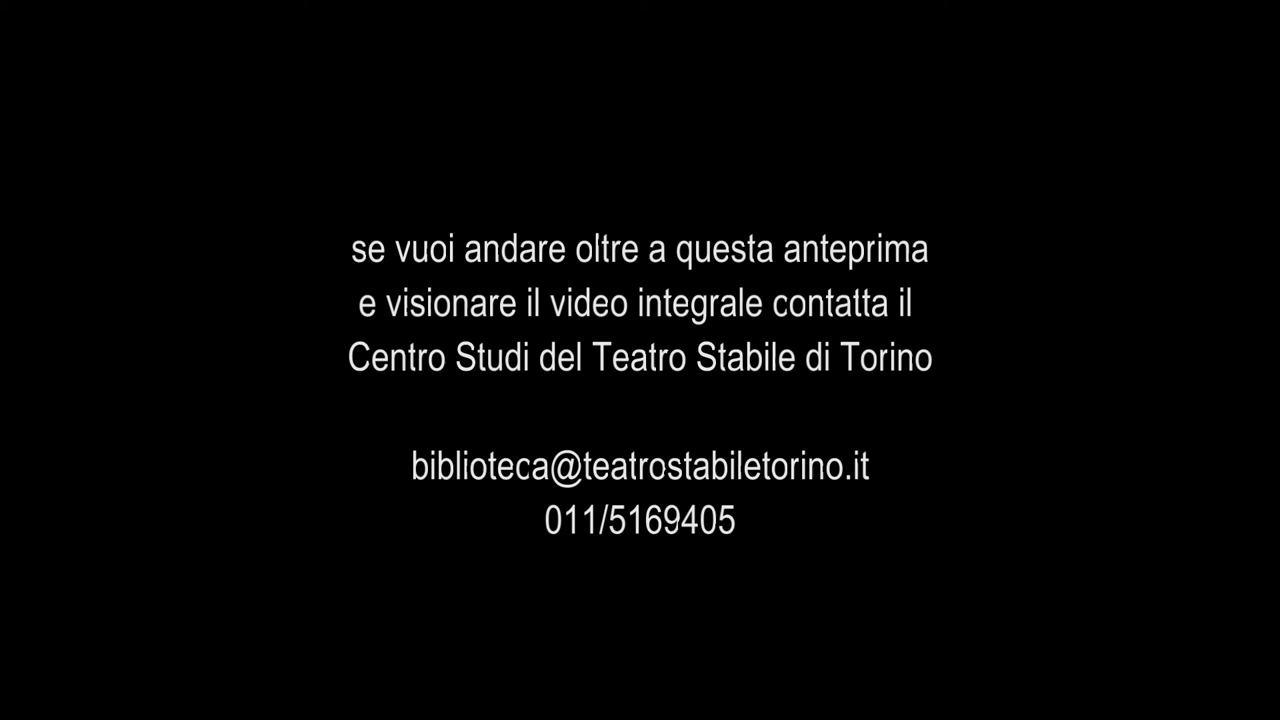 se vuoi andare oltre a questa anteprima
e visionare il video integrale contatta il
Centro Studi del Teatro Stabile di Torino
biblioteca@teatrostabiletorino.it
011/5169405